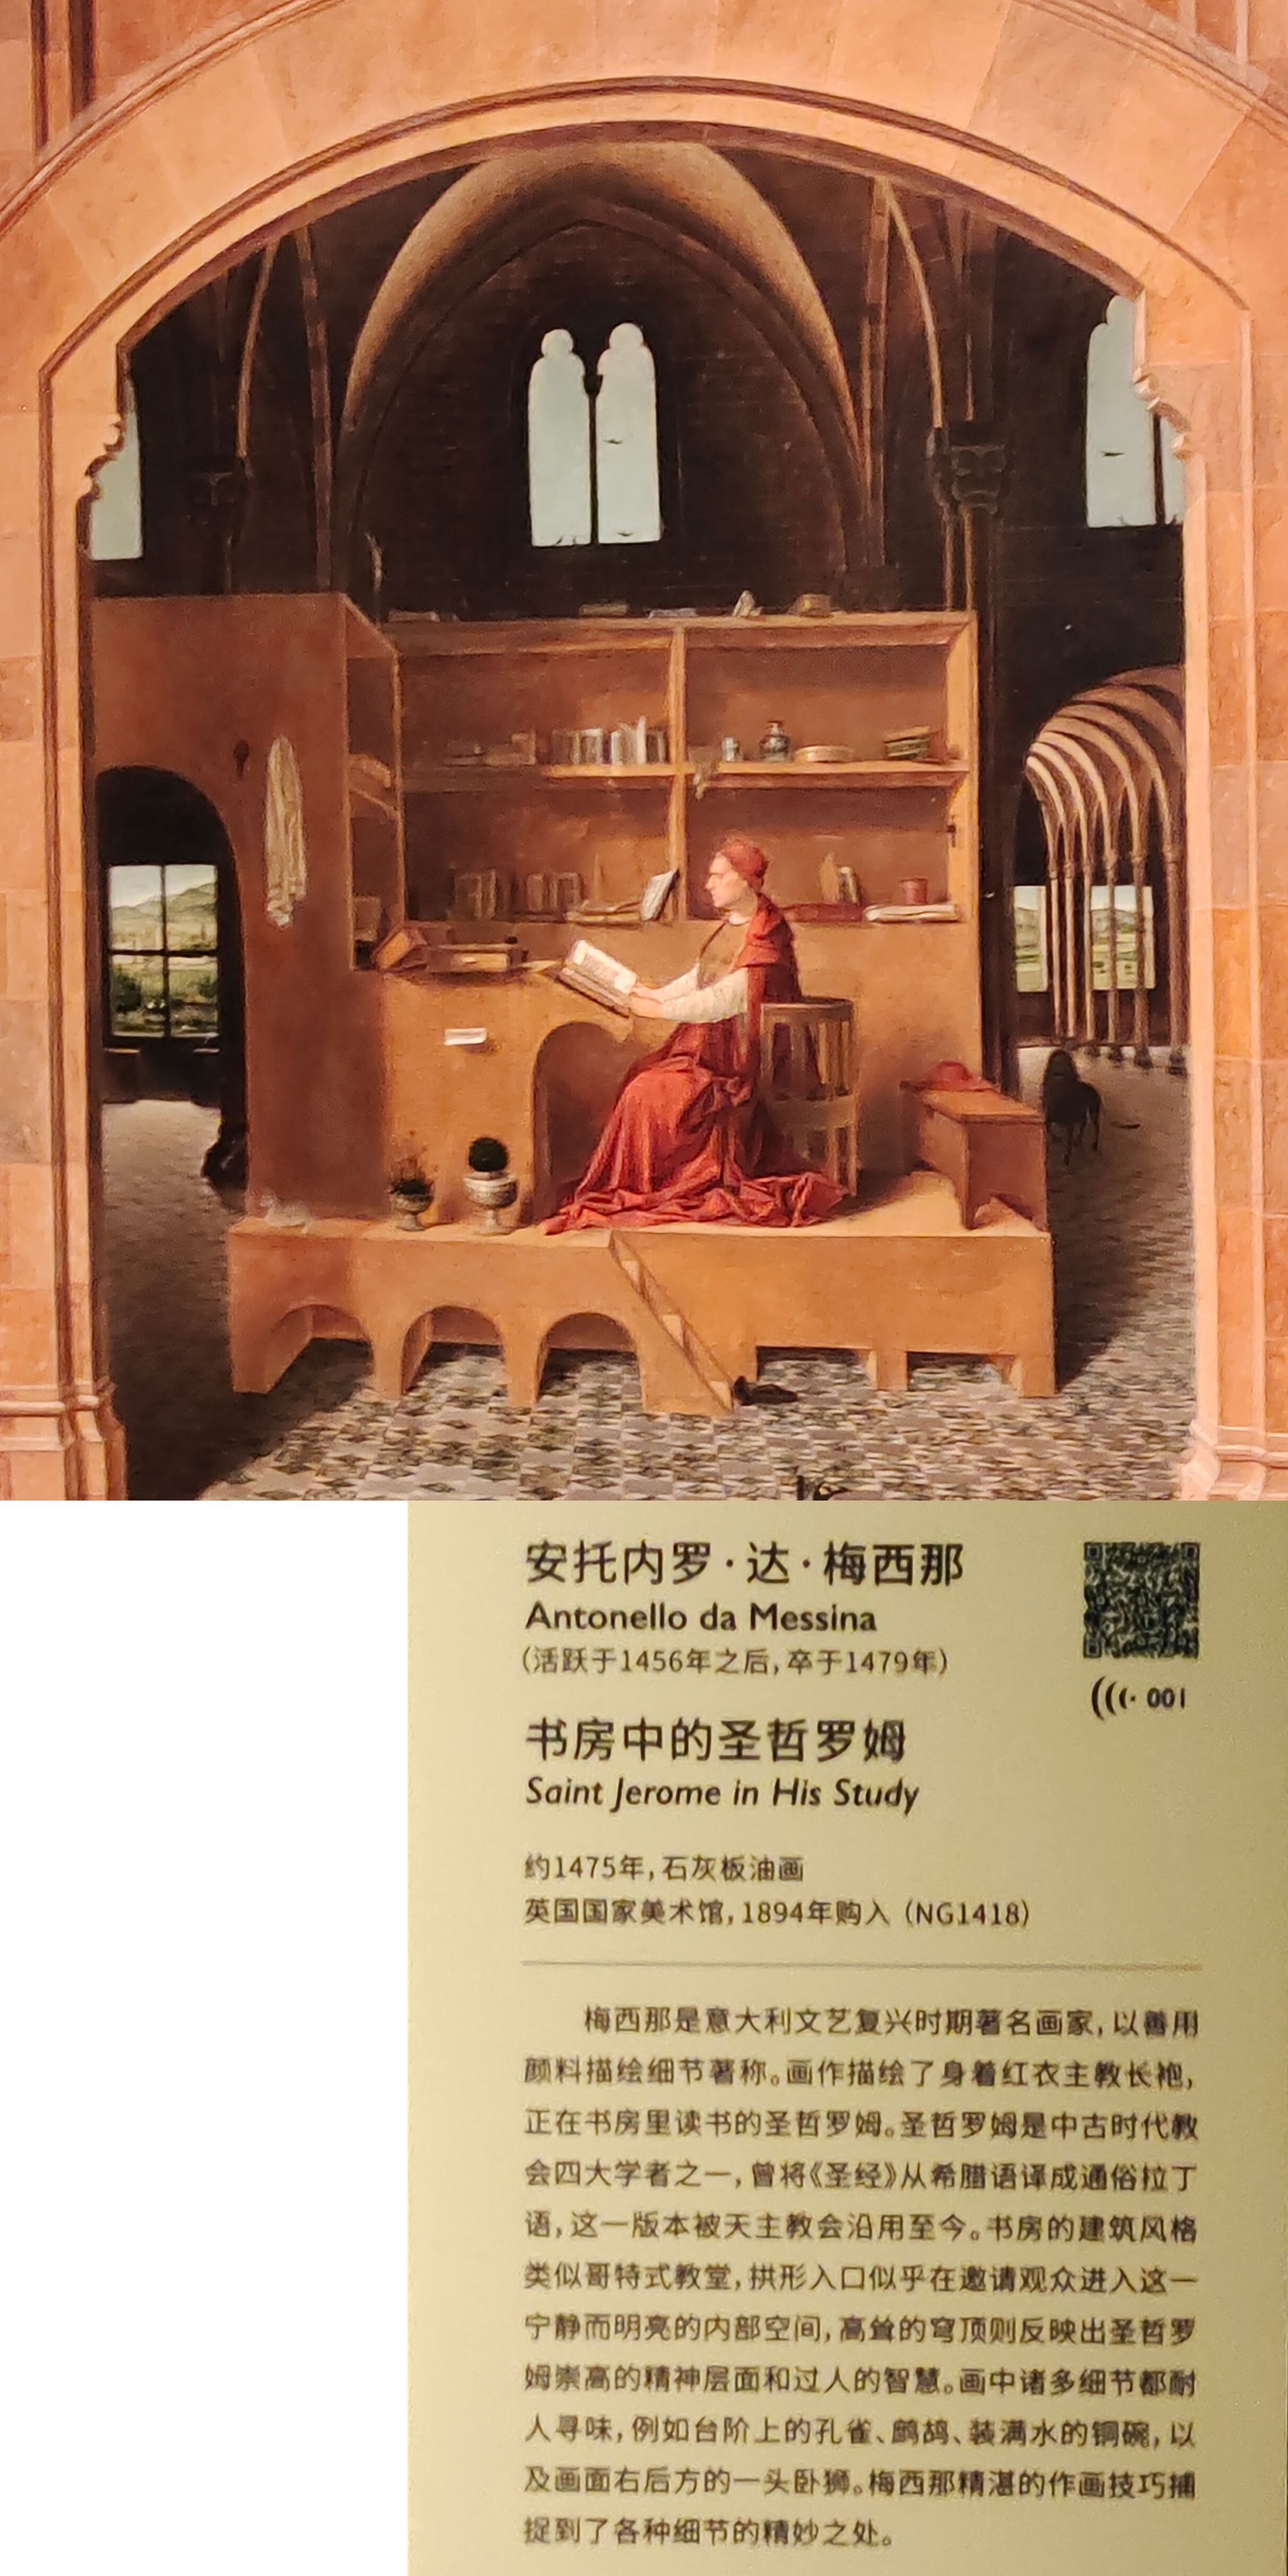 安托内罗·达·梅西那
Antonello da Messina
（活跃于1456年之后，卒于1479年）
001
书房中的圣哲罗姆
Saint Jerome in His Study
约1475年，石灰板油画
英国国家美术馆，1894年购入（NG1418）
梅西那是意大利文艺复兴时期著名画家，以善用
颜料描绘细节著称。画作描绘了身着红衣主教长袍，
正在书房里读书的圣哲罗姆。圣哲罗姆是中古时代教
会四大学者之一，曾将《圣经》从希腊语译成通俗拉丁
语，这一版本被天主教会沿用至今。书房的建筑风格
类似哥特式教堂，拱形入口似乎在邀请观众进入这一
宁静而明亮的内部空间，高耸的穹顶则反映出圣哲罗
姆崇高的精神层面和过人的智慧。画中诸多细节都耐
人寻味，例如台阶上的孔雀、鹧鸪、装满水的铜碗，以
及画面右后方的一头卧狮。梅西那精湛的作画技巧捕
捉到了各种细节的精妙之处。